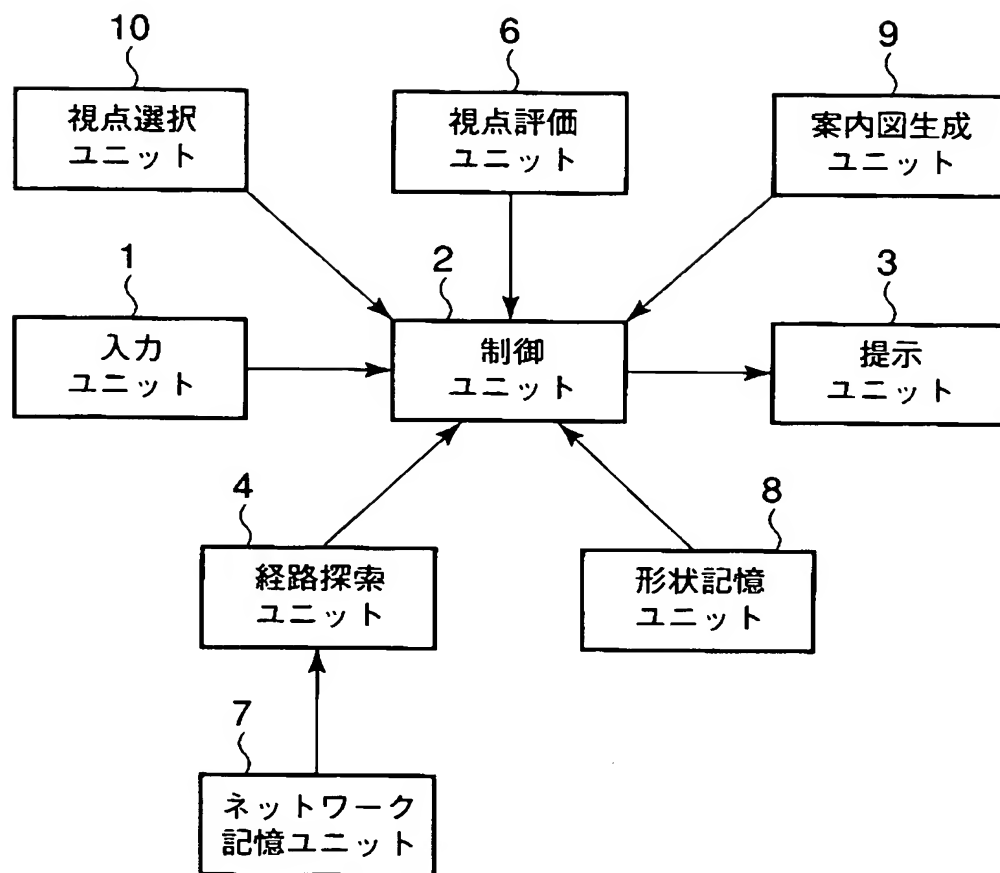 10
視点選択
ユニット
6
視点評価
ユニット
9
案内図生成
ユニット
1
入力
ユニット
2
制御
ユニット
3
提示
ユニット
4
経路探索
ユニット
8
形状記憶
ユニット
7
ネットワーク
記憶ユニット